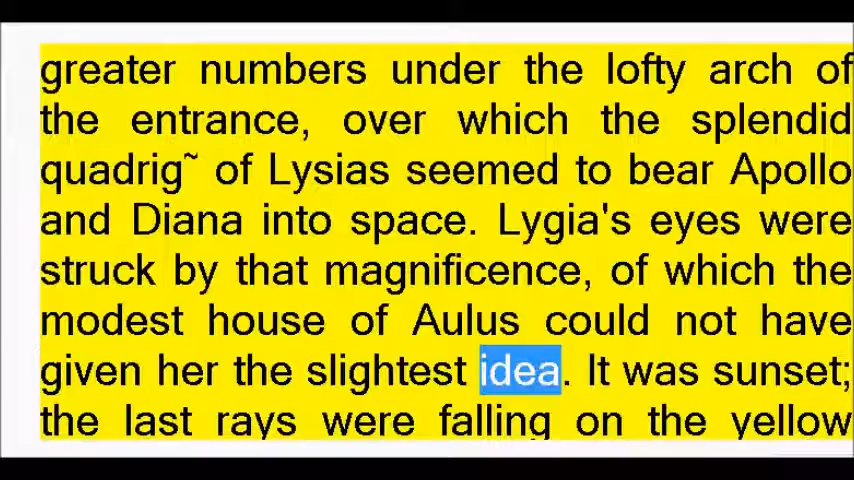 greater numbers under the lofty arch of
the entrance, over which the splendid
quadrig˜ of Lysias seemed to bear Apollo
and Diana into space. Lygia's eyes were
struck by that magnificence, of which the
modest house of Aulus could not have
given her the slightest idea. It was sunset;
the last rays were falling on the yellow